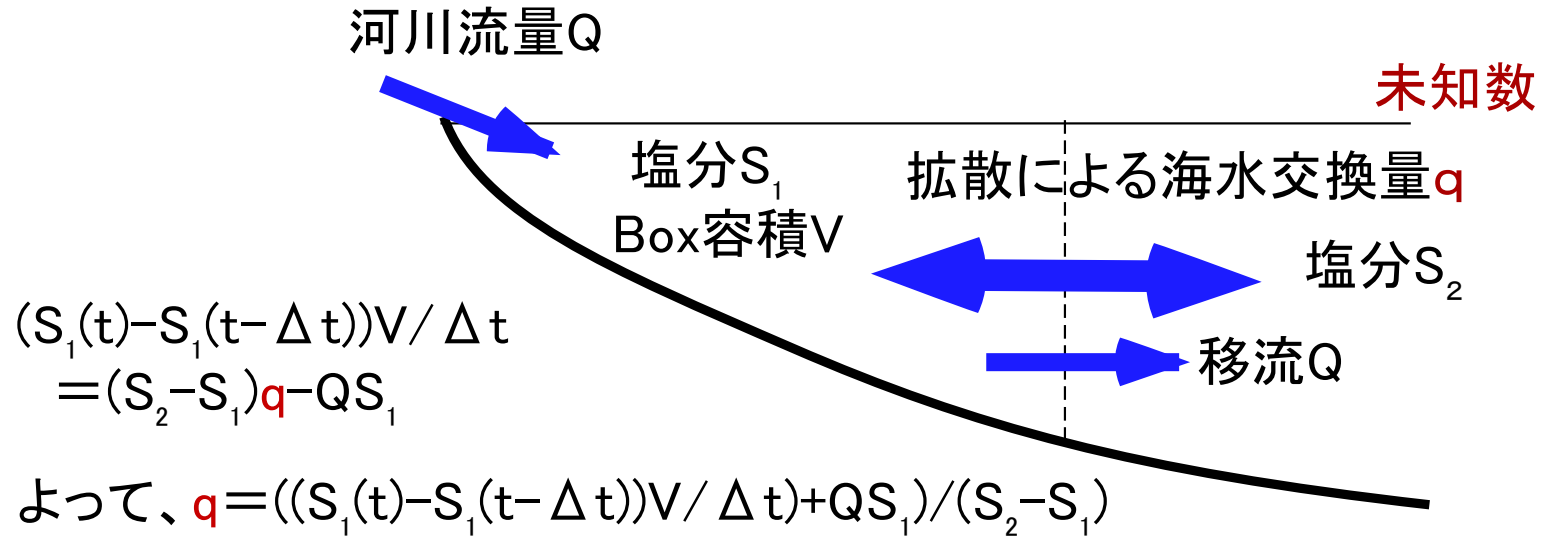 河川流量Q
未知数
塩分S₁
拡散による海水交換量q
Box容積V
塩分S₂
(S₁(t)−S₁(t−Δt))V/Δt
=(S₂−S₁)q−QS₁
移流Q
よって、q=((S₁(t)−S₁(t−Δt))V/Δt)+QS₁)/(S₂−S₁)